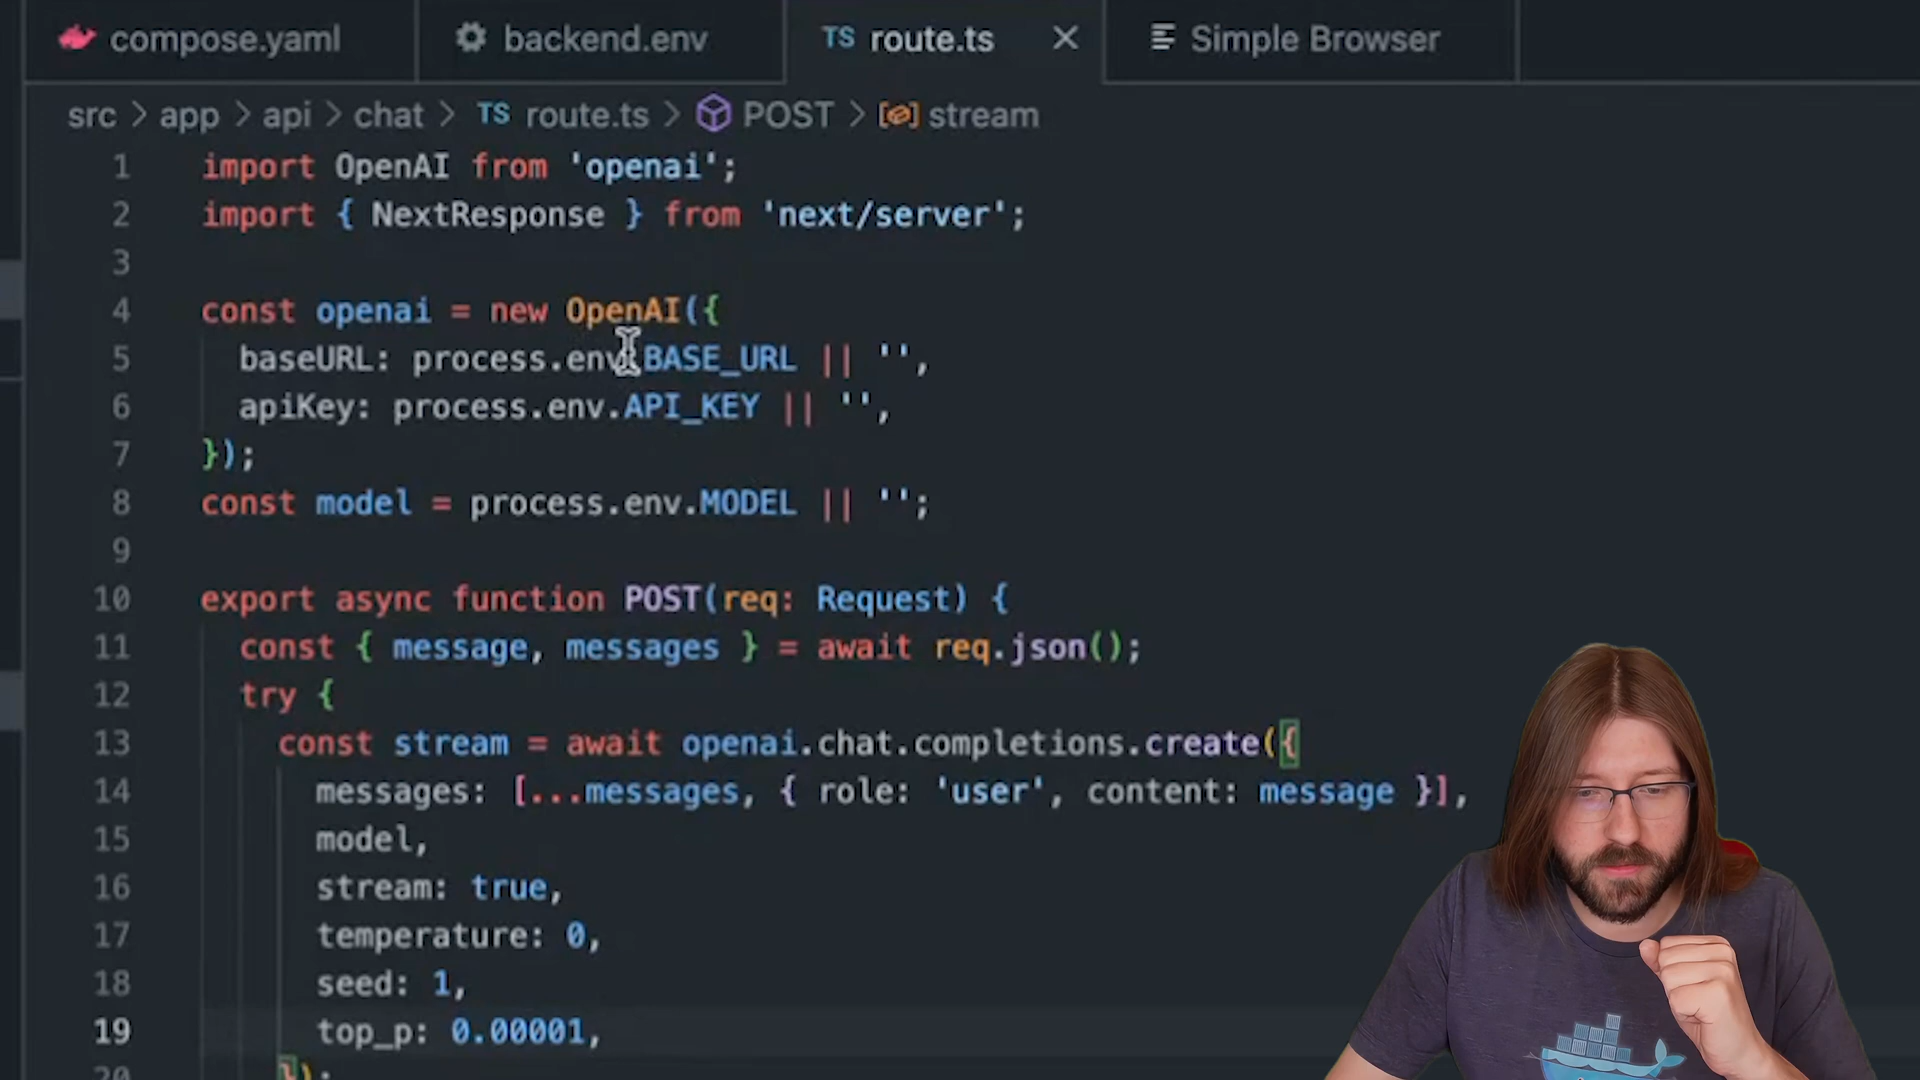 compose.yaml backend.env TS route.ts Simple Browser
src > app > api > chat > TS route.ts > POST > stream
1 import OpenAI from 'openai';
2 import { NextResponse } from 'next/server';
3
4 const openai = new OpenAI({
5 baseURL: process.env.BASE_URL || '',
6 apiKey: process.env.API_KEY || '',
7 });
8 const model = process.env.MODEL || '';
9
10 export async function POST(req: Request) {
11 const { message, messages } = await req.json();
12 try {
13 const stream = await openai.chat.completions.create({
14 messages: [...messages, { role: 'user', content: message }],
15 model,
16 stream: true,
17 temperature: 0,
18 seed: 1,
19 top_p: 0.00001,
20 });